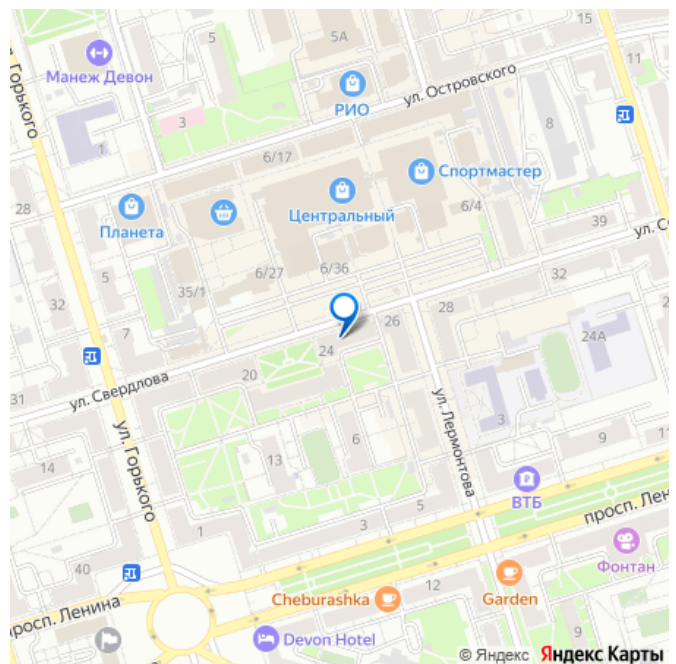 15
5
5А
11
Манеж Девон
ул. Островского
РИО
ул. Горького
3
8
1
6/17
Спортмастер
28
Центральный
Планета
6/4
39
6/27
6/36
5
32
35/1
32
28
7
26
24А
24
20
ул. Свердлова
31
ул. Лермонтова
3
9
11
6
14
13
ул. Горького
ВТБ
5
3
1
просп. Лен
Фонтан
40
12
Cheburashka
Garden
просп. Ленина
9
Devon Hotel
© Яндекс Яндекс Карты